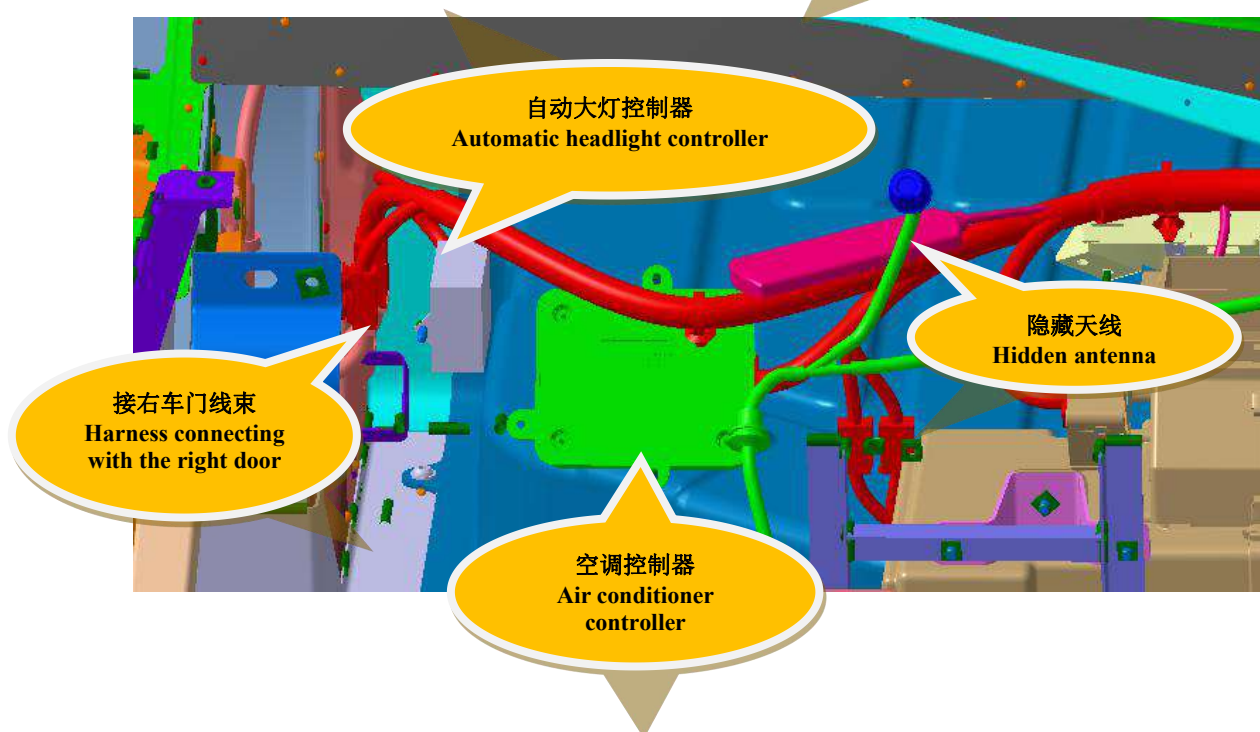 自动大灯控制器
Automatic headlight controller
隐藏天线
Hidden antenna
接右车门线束
Harness connecting
with the right door
空调控制器
Air conditioner
controller